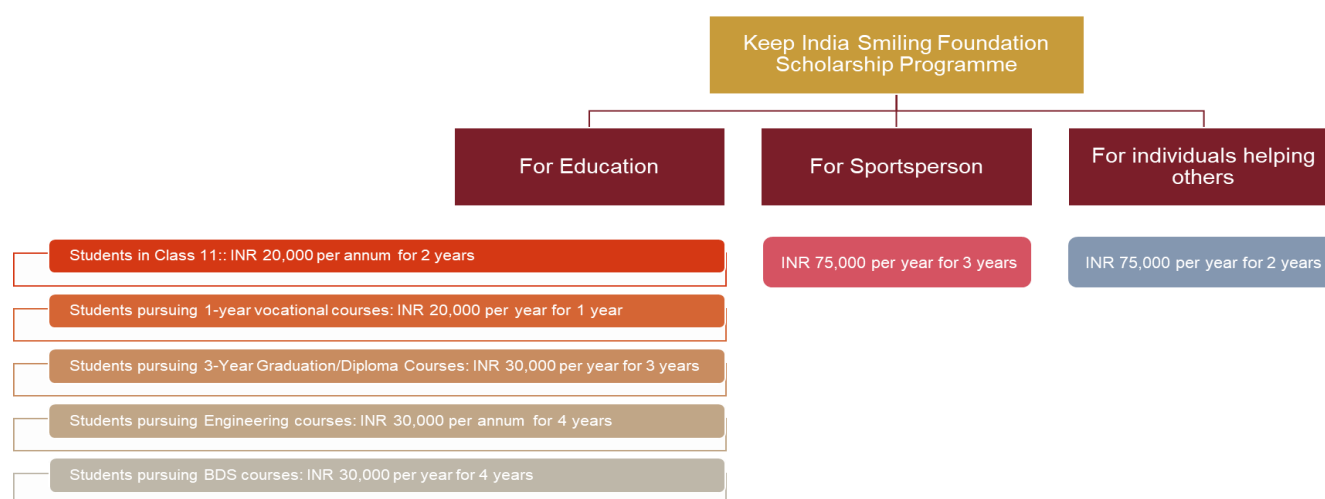 Keep India Smiling Foundation
Scholarship Programme
For Education
For Sportsperson
For individuals helping
others
Students in Class 11:: INR 20,000 per annum for 2 years
Students pursuing 1-year vocational courses: INR 20,000 per year for 1 year
Students pursuing 3-Year Graduation/Diploma Courses: INR 30,000 per year for 3 years
Students pursuing Engineering courses: INR 30,000 per annum for 4 years
Students pursuing BDS courses: INR 30,000 per year for 4 years
INR 75,000 per year for 3 years
INR 75,000 per year for 2 years